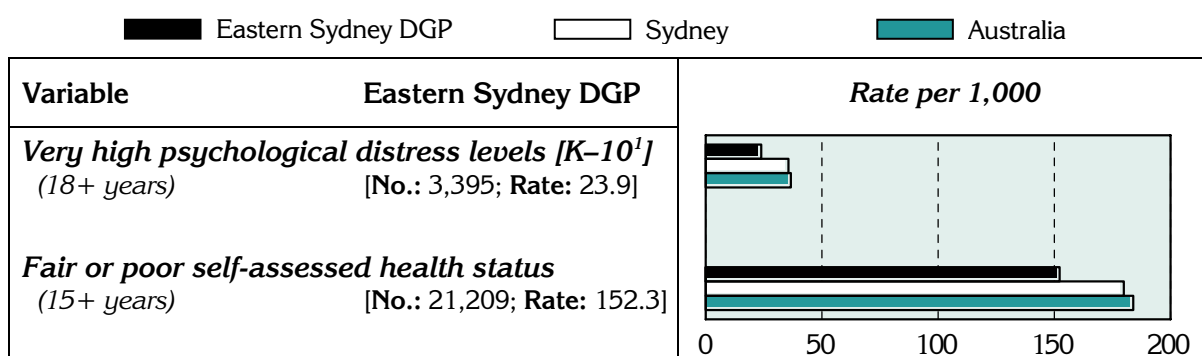 Eastern Sydney DGP Sydney Australia
Variable Eastern Sydney DGP Rate per 1,000
Very high psychological distress levels [K–10¹]
(18+ years) [No.: 3,395; Rate: 23.9]
Fair or poor self-assessed health status
(15+ years) [No.: 21,209; Rate: 152.3]
0 50 100 150 200